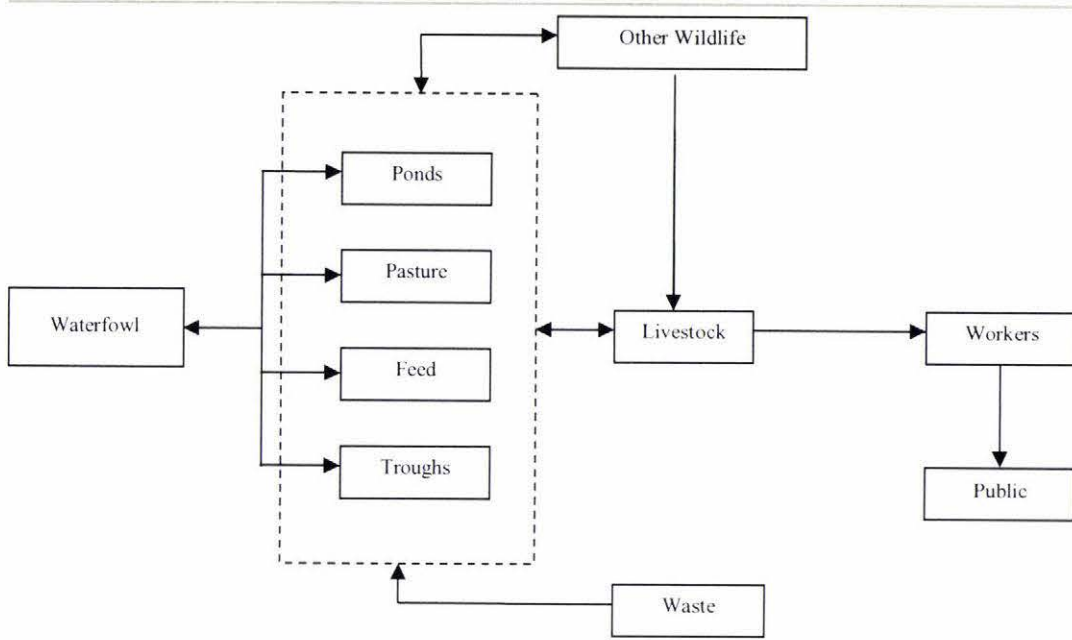 Other Wildlife
Ponds
Pasture
Waterfowl
Livestock
Workers
Feed
Troughs
Public
Waste